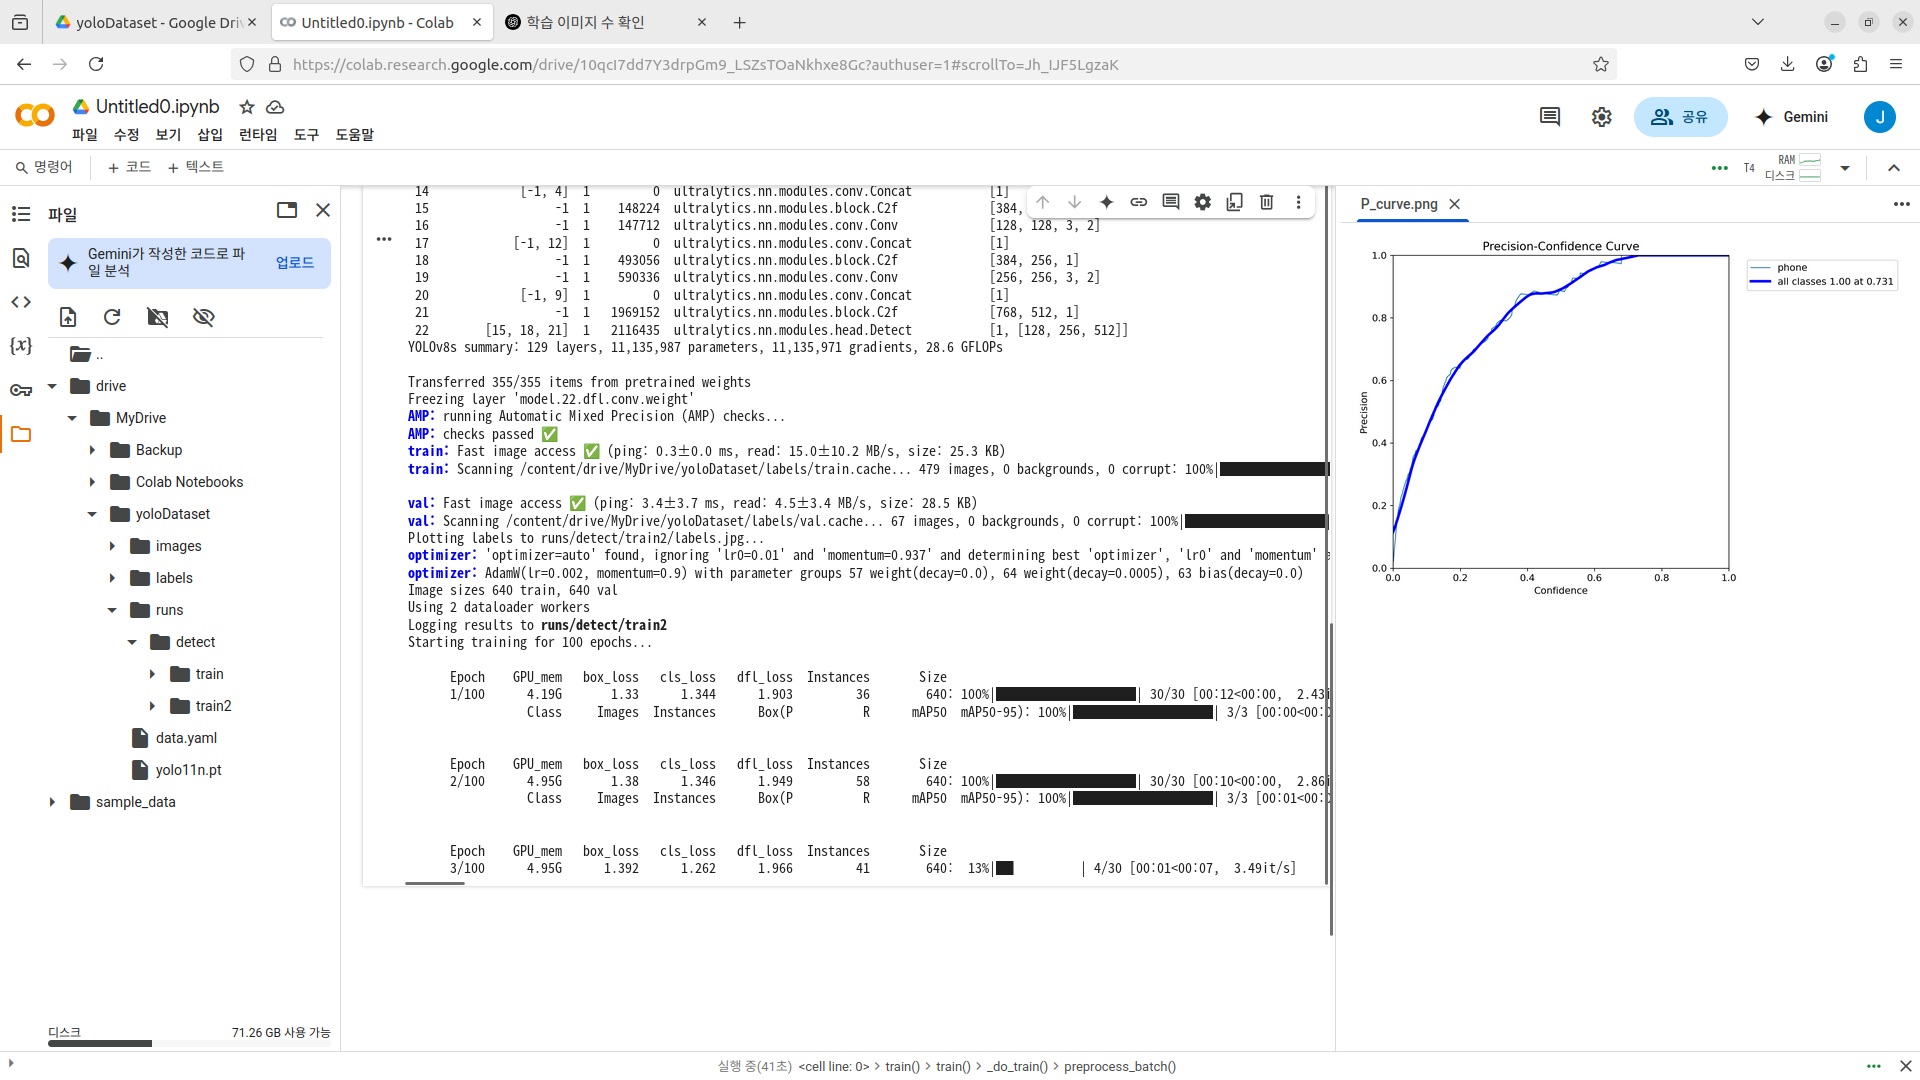 yoloDataset - Google Driv
Untitled0.ipynb - Colab
학습 이미지 수 확인
https://colab.research.google.com/drive/10qcI7dd7Y3drpGm9_LSZsTOaNkhxe8Gc?authuser=1#scrollTo=Jh_IJF5LgzaK
Untitled0.ipynb
파일 수정 보기 삽입 런타임 도구 도움말
공유
Gemini
J
명령어 + 코드 + 텍스트
T4
RAM
디스크
파일
Gemini가 작성한 코드로 파
일 분석
업로드
..
drive
MyDrive
Backup
Colab Notebooks
yoloDataset
images
labels
runs
detect
train
train2
data.yaml
yolo11n.pt
sample_data
디스크 71.26 GB 사용 가능
14 [-1, 4] 1 0 ultralytics.nn.modules.conv.Concat [1]
15 -1 1 148224 ultralytics.nn.modules.block.C2f [384,
16 -1 1 147712 ultralytics.nn.modules.conv.Conv [128, 128, 3, 2]
17 [-1, 12] 1 0 ultralytics.nn.modules.conv.Concat [1]
18 -1 1 493056 ultralytics.nn.modules.block.C2f [384, 256, 1]
19 -1 1 590336 ultralytics.nn.modules.conv.Conv [256, 256, 3, 2]
20 [-1, 9] 1 0 ultralytics.nn.modules.conv.Concat [1]
21 -1 1 1969152 ultralytics.nn.modules.block.C2f [768, 512, 1]
22 [15, 18, 21] 1 2116435 ultralytics.nn.modules.head.Detect [1, [128, 256, 512]]
YOLOv8s summary: 129 layers, 11,135,987 parameters, 11,135,971 gradients, 28.6 GFLOPs
Transferred 355/355 items from pretrained weights
Freezing layer 'model.22.dfl.conv.weight'
AMP: running Automatic Mixed Precision (AMP) checks...
AMP: checks passed ✅
train: Fast image access ✅ (ping: 0.3±0.0 ms, read: 15.0±10.2 MB/s, size: 25.3 KB)
train: Scanning /content/drive/MyDrive/yoloDataset/labels/train.cache... 479 images, 0 backgrounds, 0 corrupt: 100%|
val: Fast image access ✅ (ping: 3.4±3.7 ms, read: 4.5±3.4 MB/s, size: 28.5 KB)
val: Scanning /content/drive/MyDrive/yoloDataset/labels/val.cache... 67 images, 0 backgrounds, 0 corrupt: 100%|
Plotting labels to runs/detect/train2/labels.jpg...
optimizer: 'optimizer=auto' found, ignoring 'lr0=0.01' and 'momentum=0.937' and determining best 'optimizer', 'lr0' and 'momentum'
optimizer: AdamW(lr=0.002, momentum=0.9) with parameter groups 57 weight(decay=0.0), 64 weight(decay=0.0005), 63 bias(decay=0.0)
Image sizes 640 train, 640 val
Using 2 dataloader workers
Logging results to runs/detect/train2
Starting training for 100 epochs...
Epoch GPU_mem box_loss cls_loss dfl_loss Instances Size
1/100 4.19G 1.33 1.344 1.903 36 640: 100%| | 30/30 [00:12<00:00, 2.43i
Class Images Instances Box(P R mAP50 mAP50-95): 100%| | 3/3 [00:00<00:
Epoch GPU_mem box_loss cls_loss dfl_loss Instances Size
2/100 4.95G 1.38 1.346 1.949 58 640: 100%| | 30/30 [00:10<00:00, 2.86i
Class Images Instances Box(P R mAP50 mAP50-95): 100%| | 3/3 [00:01<00:
Epoch GPU_mem box_loss cls_loss dfl_loss Instances Size
3/100 4.95G 1.392 1.262 1.966 41 640: 13%| | 4/30 [00:01<00:07, 3.49it/s]
P_curve.png
Precision-Confidence Curve
phone
all classes 1.00 at 0.731
Precision
1.0
0.8
0.6
0.4
0.2
0.0
0.0 0.2 0.4 0.6 0.8 1.0
Confidence
실행 중(41초) <cell line: 0> > train() > train() > _do_train() > preprocess_batch()